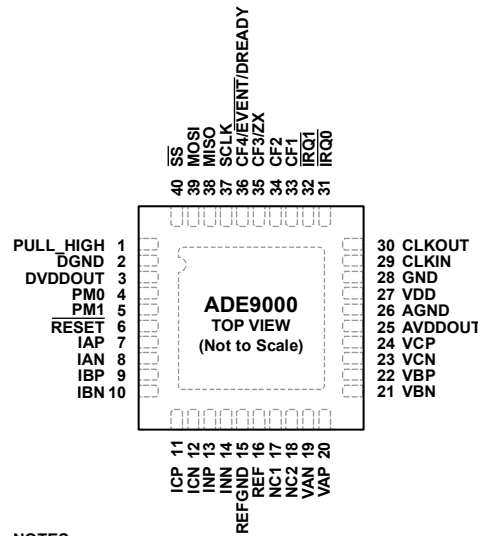 SS
MOSI
MISO
SCLK
CF4/EVENT/DREADY
CF3/ZX
CF2
CF1
IRQ1
IRQ0
40
39
38
37
36
35
34
33
32
31
PULL_HIGH 1
DGND 2
DVDDOUT 3
PM0 4
PM1 5
RESET 6
IAP 7
IAN 8
IBP 9
IBN 10
ADE9000
TOP VIEW
(Not to Scale)
30 CLKOUT
29 CLKIN
28 GND
27 VDD
26 AGND
25 AVDDOUT
24 VCP
23 VCN
22 VBP
21 VBN
ICP 11
ICN 12
INP 13
INN 14
REFGND 15
REF 16
NC1 17
NC2 18
VAN 19
VAP 20